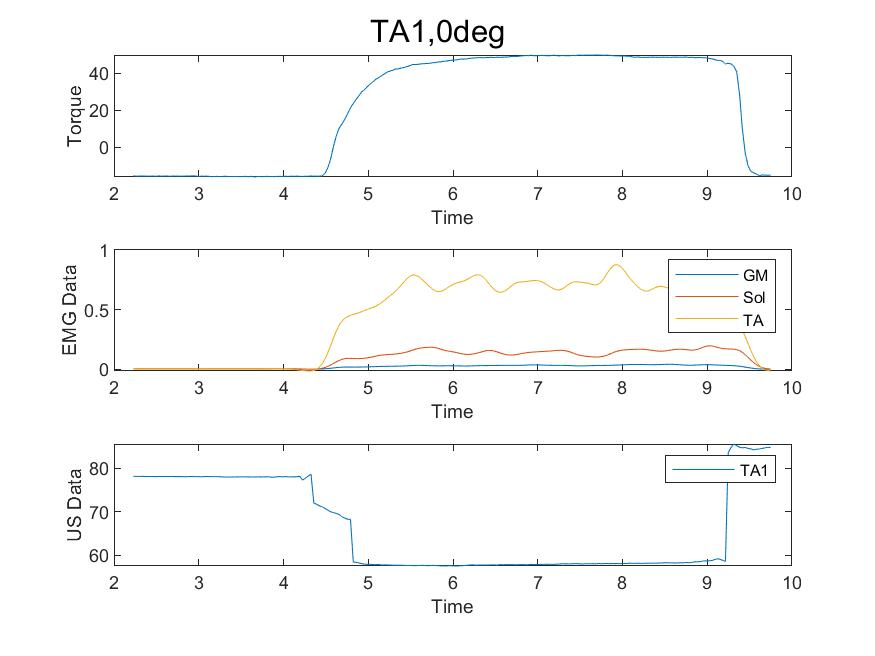 TA1,0deg
40
20
0
Torque
2 3 4 5 6 7 8 9 10
Time
1
0.5
0
EMG Data
GM
Sol
TA
2 3 4 5 6 7 8 9 10
Time
80
70
60
US Data
TA1
2 3 4 5 6 7 8 9 10
Time